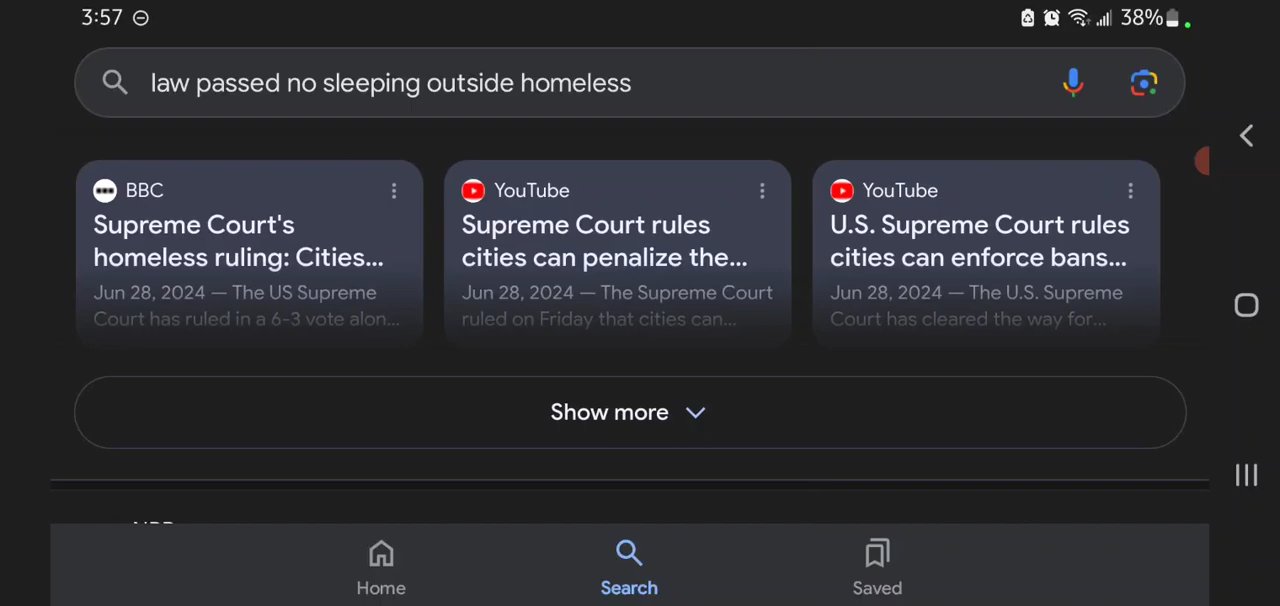 3:57
38%
law passed no sleeping outside homeless
BBC
Supreme Court's
homeless ruling: Cities...
Jun 28, 2024 — The US Supreme
Court has ruled in a 6-3 vote alon...
YouTube
Supreme Court rules
cities can penalize the...
Jun 28, 2024 — The Supreme Court
ruled on Friday that cities can...
YouTube
U.S. Supreme Court rules
cities can enforce bans...
Jun 28, 2024 — The U.S. Supreme
Court has cleared the way for...
Show more
Home
Search
Saved